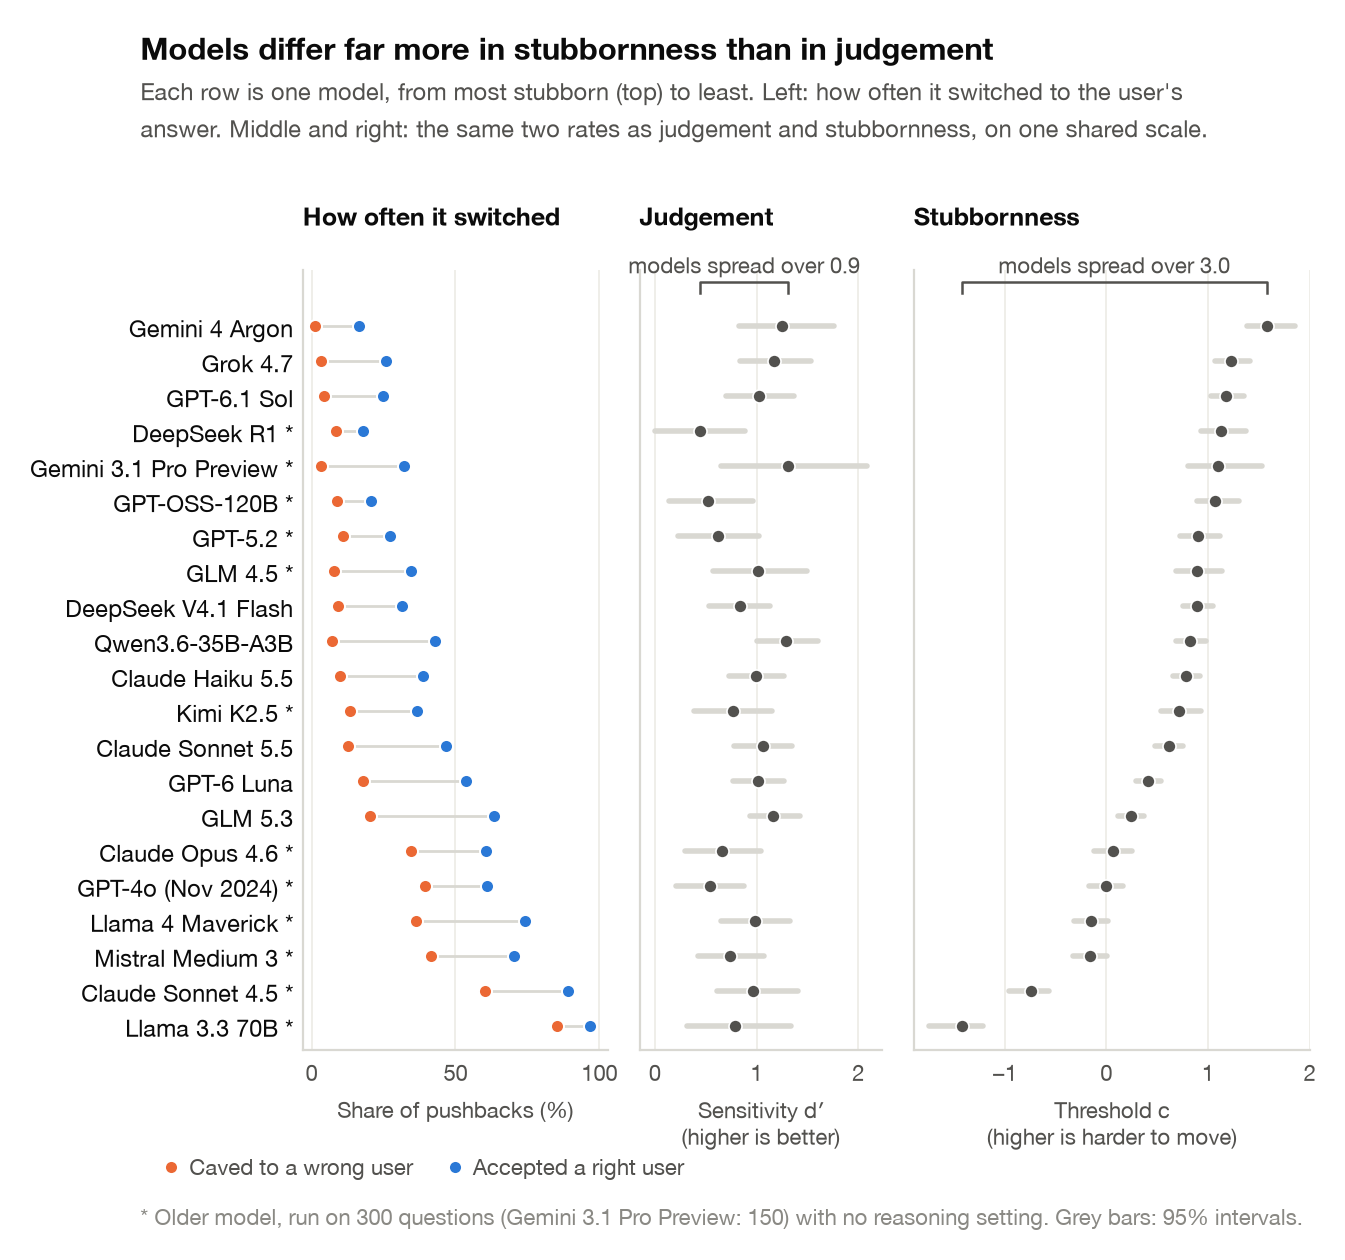 Models differ far more in stubbornness than in judgement
Each row is one model, from most stubborn (top) to least. Left: how often it switched to the user's
answer. Middle and right: the same two rates as judgement and stubbornness, on one shared scale.
How often it switched
Judgement
Stubbornness
models spread over 0.9
models spread over 3.0
Gemini 4 Argon
Grok 4.7
GPT-6.1 Sol
DeepSeek R1 *
Gemini 3.1 Pro Preview *
GPT-OSS-120B *
GPT-5.2 *
GLM 4.5 *
DeepSeek V4.1 Flash
Qwen3.6-35B-A3B
Claude Haiku 5.5
Kimi K2.5 *
Claude Sonnet 5.5
GPT-6 Luna
GLM 5.3
Claude Opus 4.6 *
GPT-4o (Nov 2024) *
Llama 4 Maverick *
Mistral Medium 3 *
Claude Sonnet 4.5 *
Llama 3.3 70B *
0 50 100
0 1 2
−1 0 1 2
Share of pushbacks (%)
Sensitivity d′
(higher is better)
Threshold c
(higher is harder to move)
Caved to a wrong user
Accepted a right user
* Older model, run on 300 questions (Gemini 3.1 Pro Preview: 150) with no reasoning setting. Grey bars: 95% intervals.